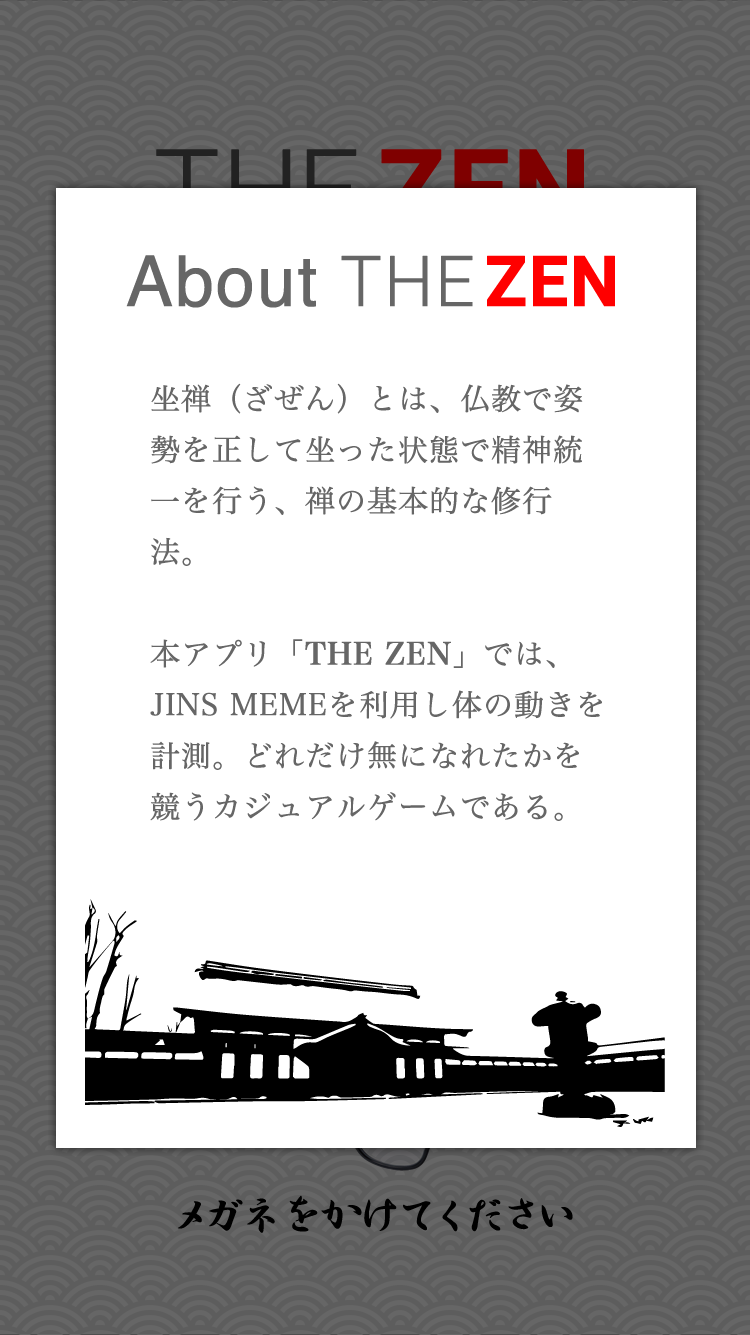 THE ZEN
About THE ZEN
坐禅（ざぜん）とは、仏教で姿
勢を正して坐った状態で精神統
一を行う、禅の基本的な修行
法。
本アプリ「THE ZEN」では、
JINS MEMEを利用し体の動きを
計測。どれだけ無になれたかを
競うカジュアルゲームである。
メガネをかけてください